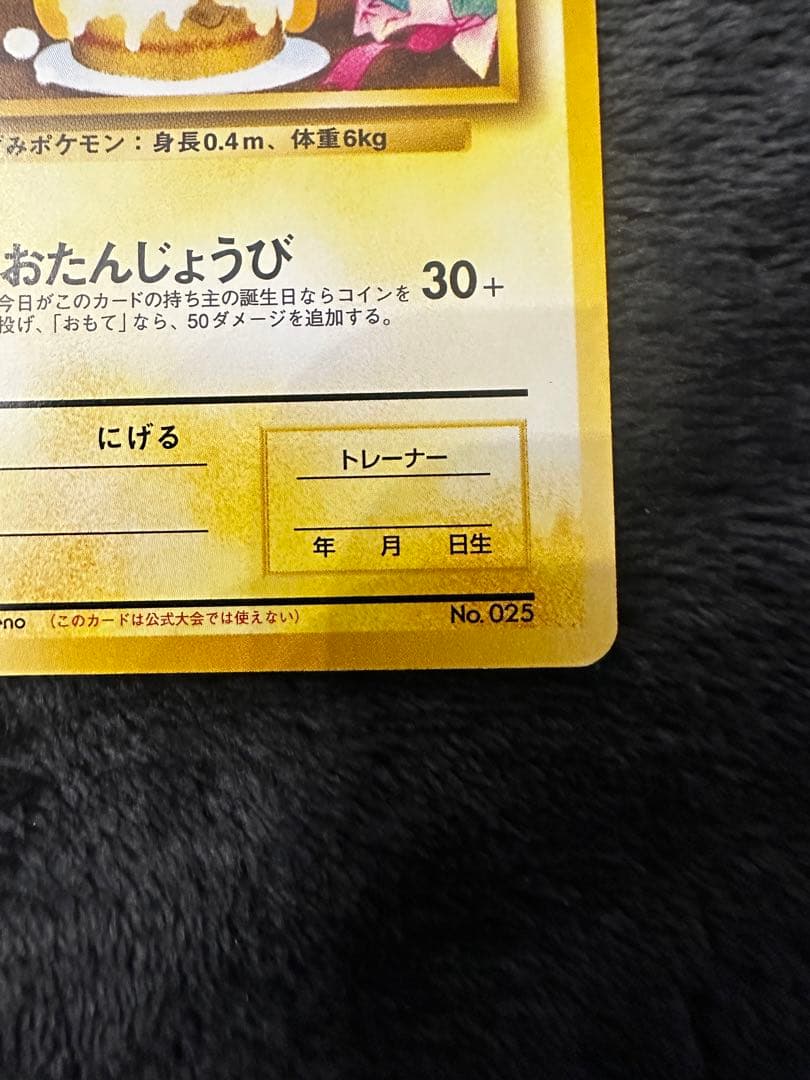 みポケモン：身長0.4m、体重6kg
おたんじょうび
30+
今日がこのカードの持ち主の誕生日ならコインを
投げ、「おもて」なら、50ダメージを追加する。
にげる
トレーナー
年 月 日生
eno （このカードは公式大会では使えない） No. 025